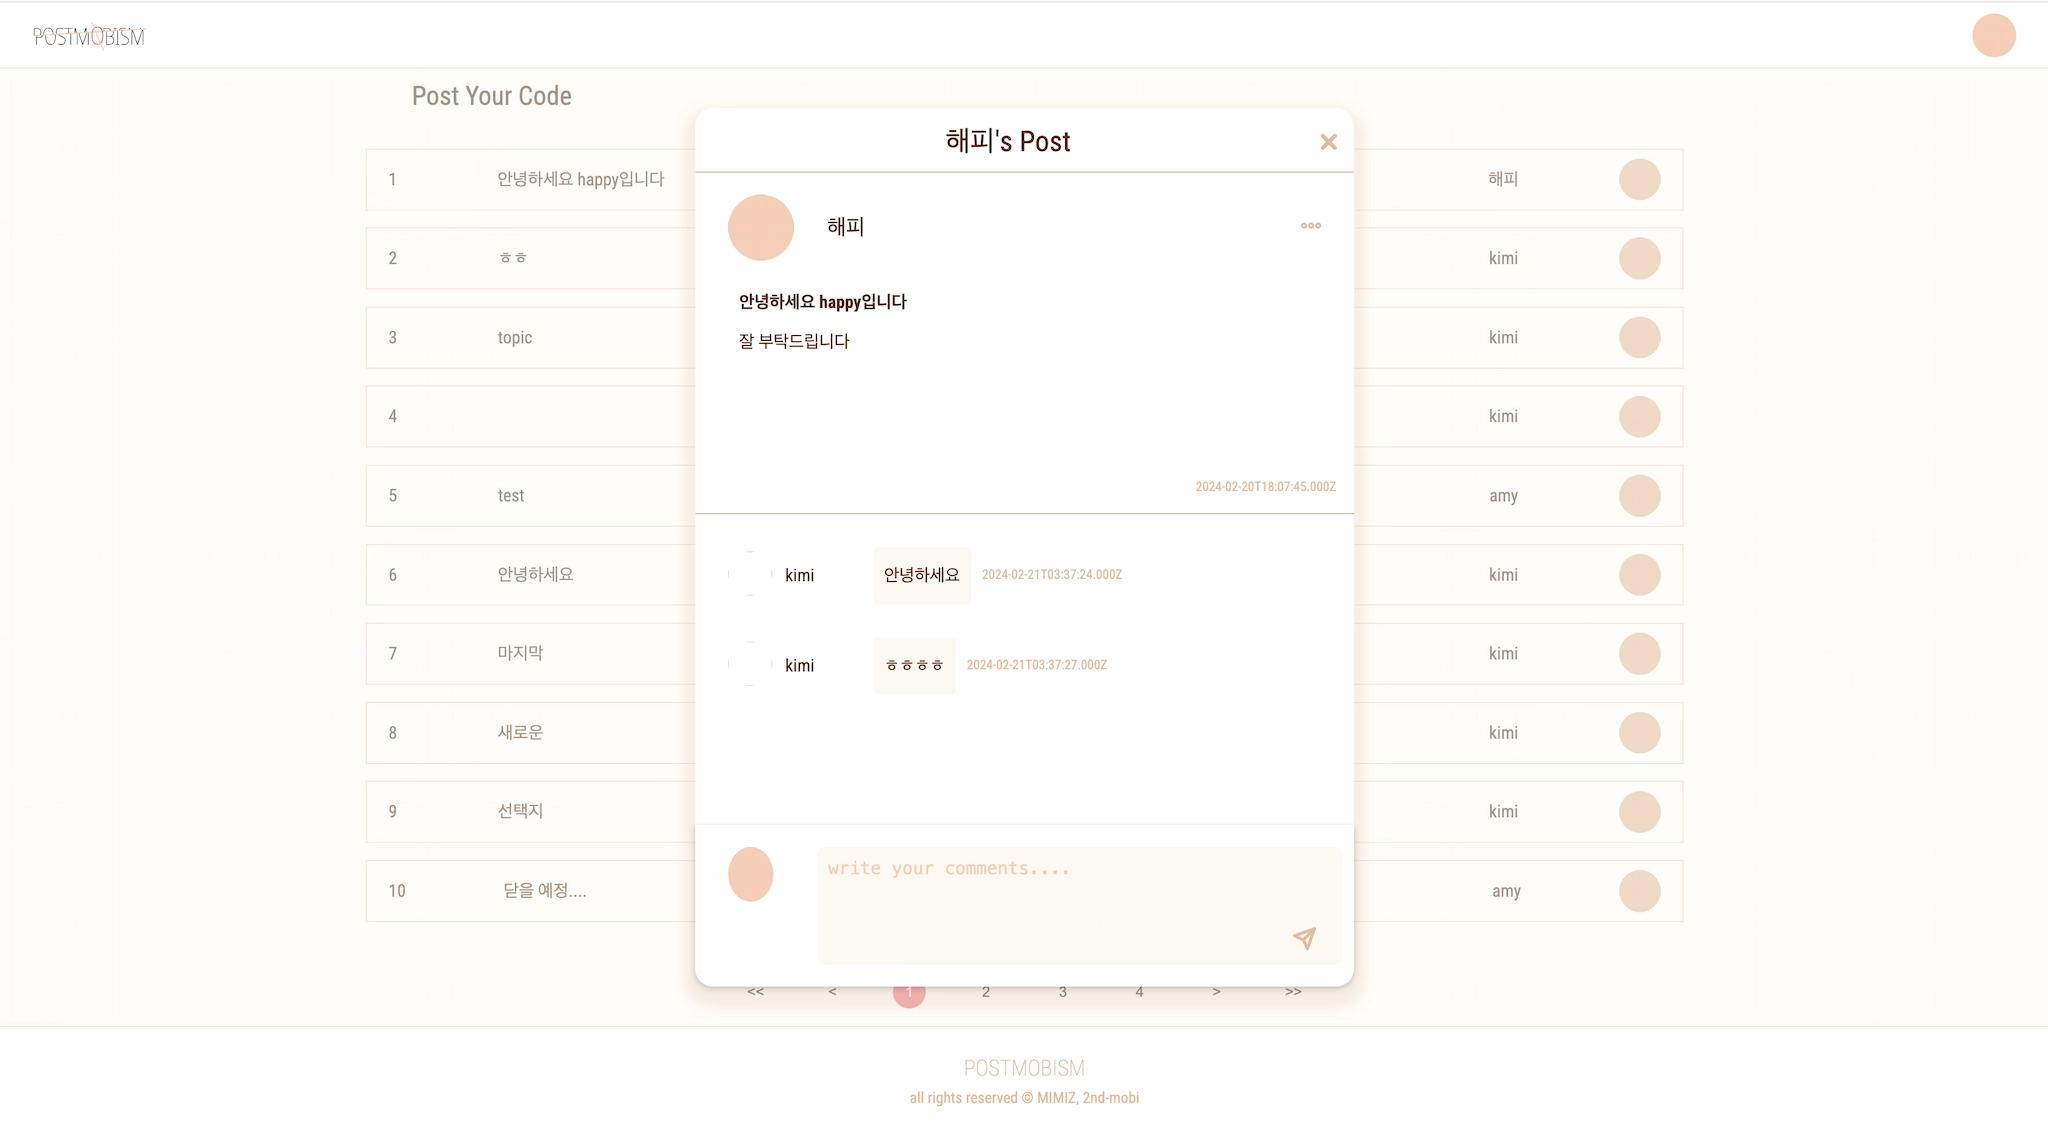 POSTMOBISM
Post Your Code
1 안녕하세요 happy입니다 해피
2 ㅎㅎ kimi
3 topic kimi
4 kimi
5 test amy
6 안녕하세요 kimi
7 마지막 kimi
8 새로운 kimi
9 선택지 kimi
10 닫을 예정.... amy
해피's Post
해피
안녕하세요 happy입니다
잘 부탁드립니다
2024-02-20T18:07:45.000Z
kimi 안녕하세요 2024-02-21T03:37:24.000Z
kimi ㅎㅎㅎㅎ 2024-02-21T03:37:27.000Z
write your comments....
<< < 1 2 3 4 > >>
POSTMOBISM
all rights reserved © MIMIZ, 2nd-mobi